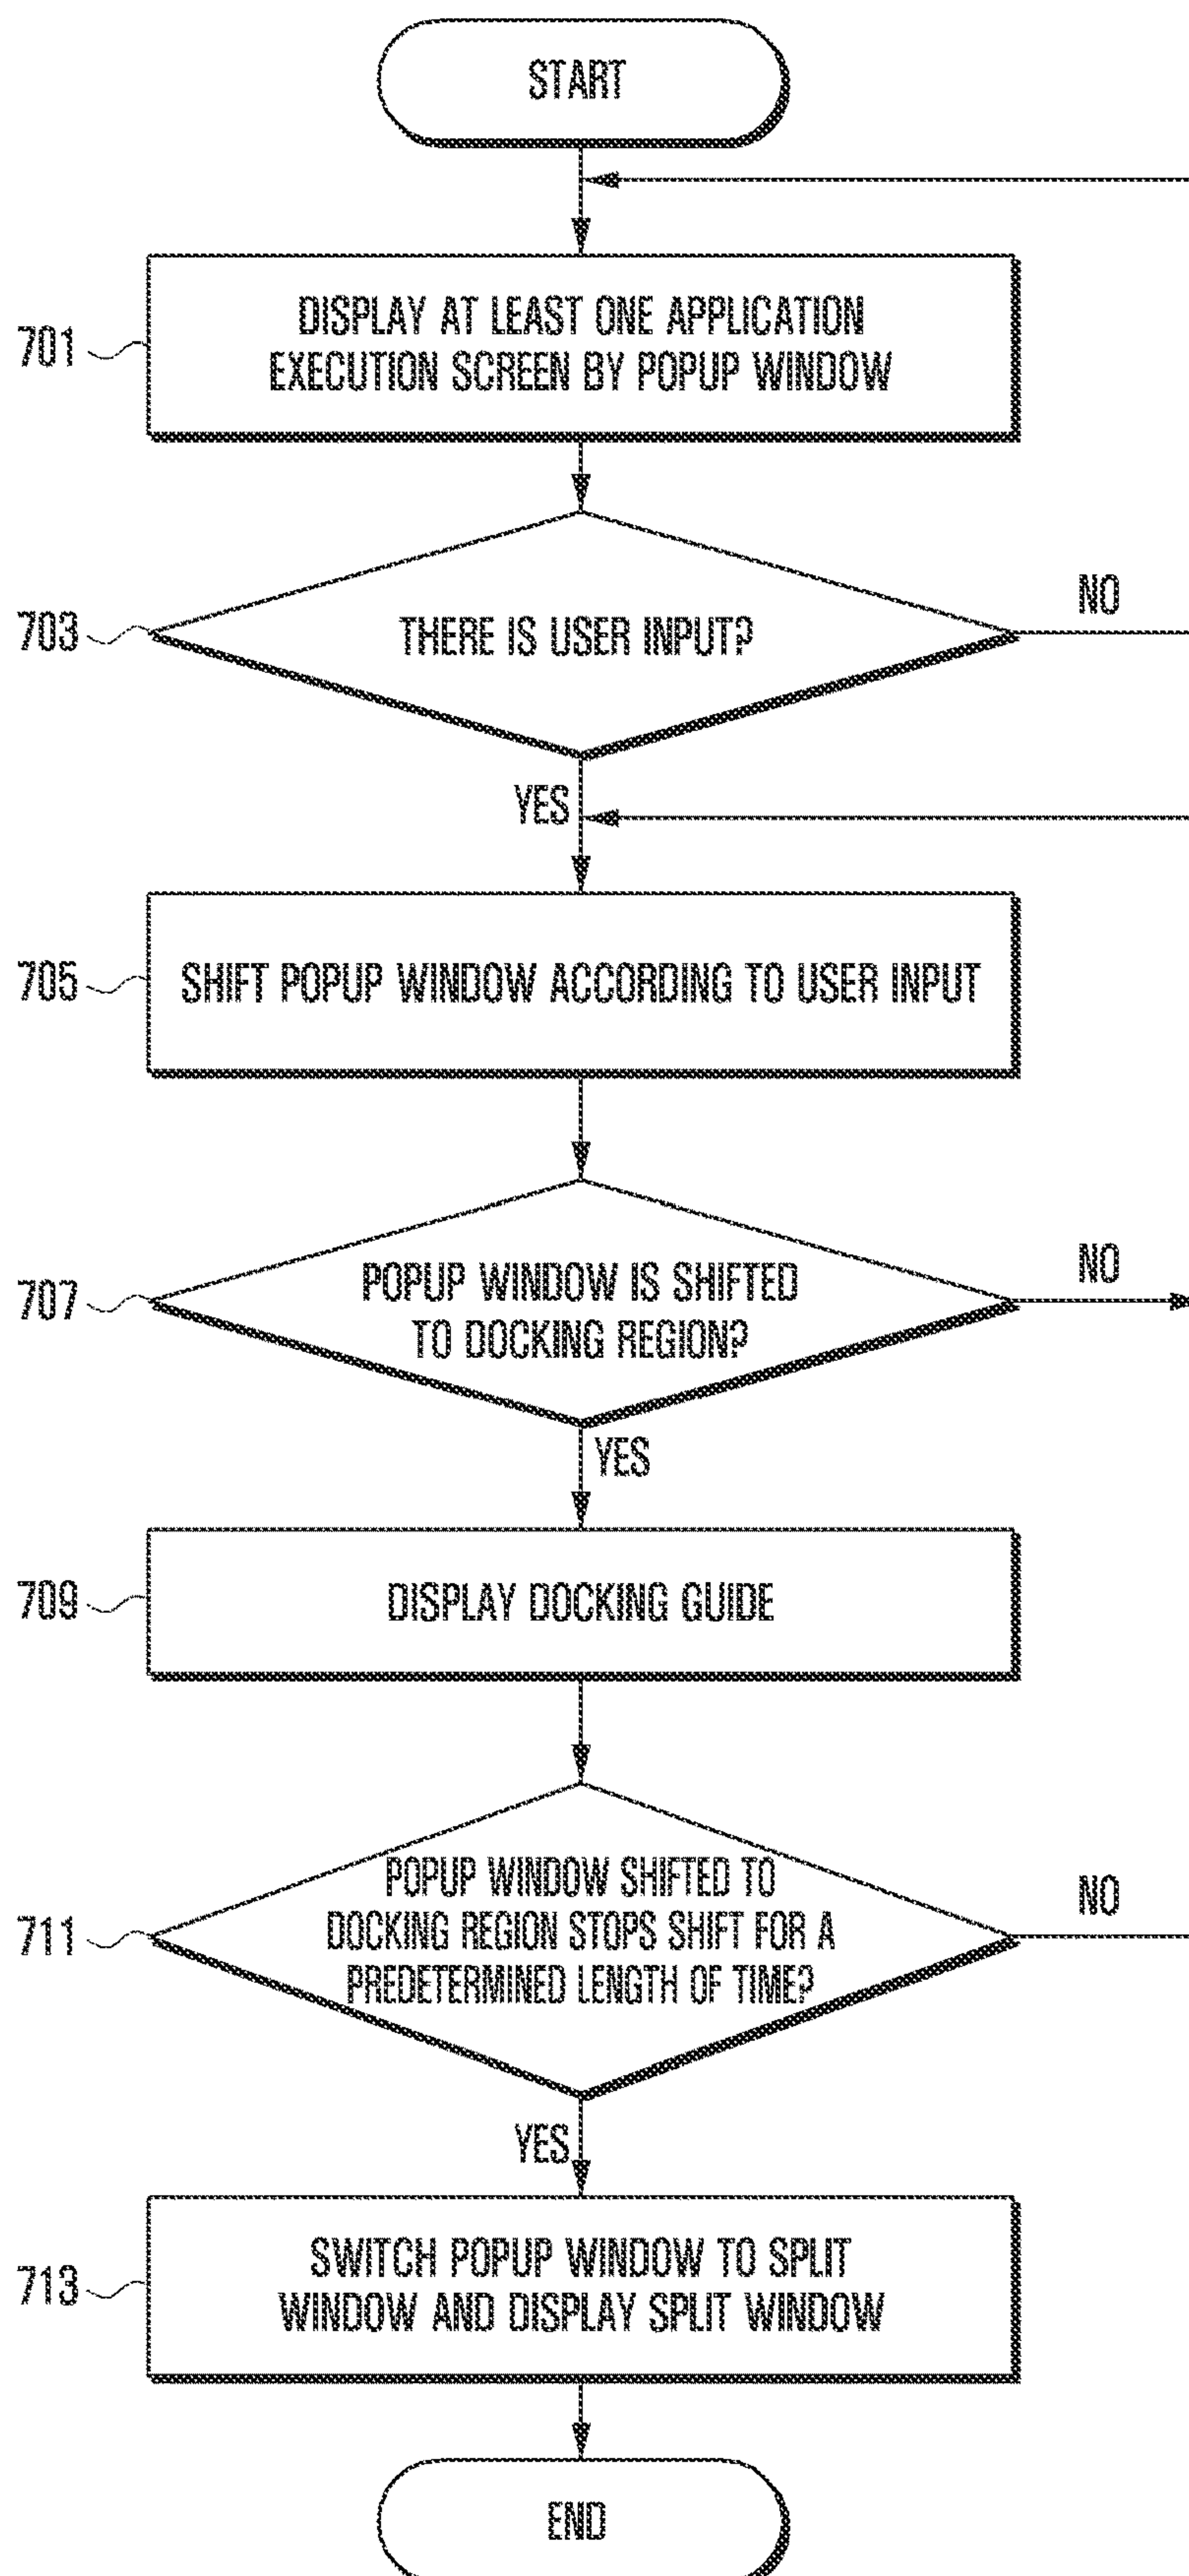 START
701
DISPLAY AT LEAST ONE APPLICATION
EXECUTION SCREEN BY POPUP WINDOW
703
THERE IS USER INPUT?
NO
YES
705
SHIFT POPUP WINDOW ACCORDING TO USER INPUT
707
POPUP WINDOW IS SHIFTED
TO DOCKING REGION?
NO
YES
709
DISPLAY DOCKING GUIDE
711
POPUP WINDOW SHIFTED TO
DOCKING REGION STOPS SHIFT FOR A
PREDETERMINED LENGTH OF TIME?
NO
YES
713
SWITCH POPUP WINDOW TO SPLIT
WINDOW AND DISPLAY SPLIT WINDOW
END